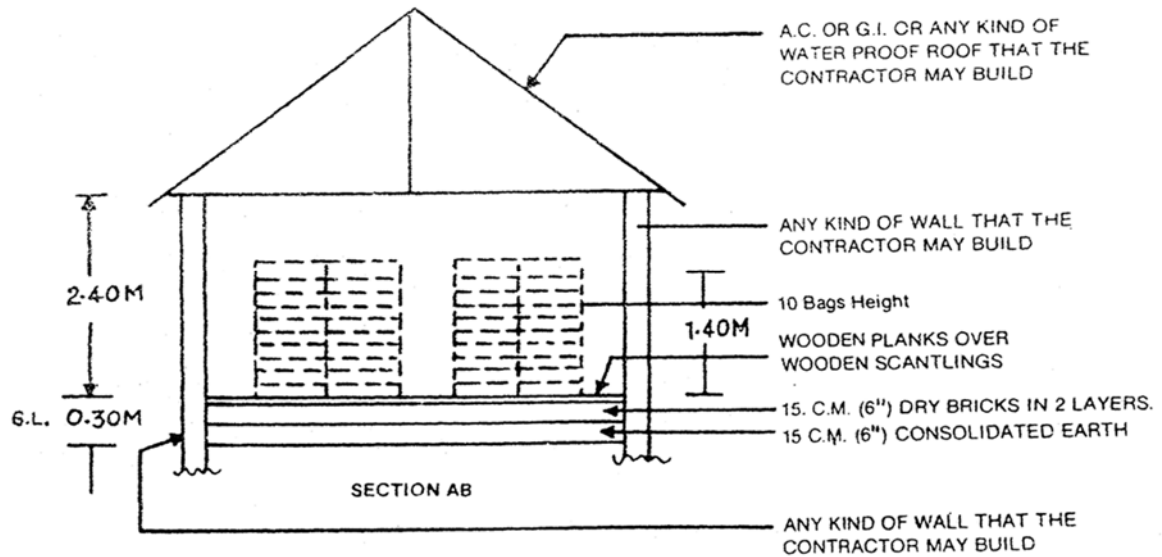 A.C. OR G.I. OR ANY KIND OF
WATER PROOF ROOF THAT THE
CONTRACTOR MAY BUILD
ANY KIND OF WALL THAT THE
CONTRACTOR MAY BUILD
2.40M
10 Bags Height
1.40M
WOODEN PLANKS OVER
WOODEN SCANTLINGS
G.L. 0.30M
15. C.M. (6") DRY BRICKS IN 2 LAYERS.
15 C.M. (6") CONSOLIDATED EARTH
SECTION AB
ANY KIND OF WALL THAT THE
CONTRACTOR MAY BUILD